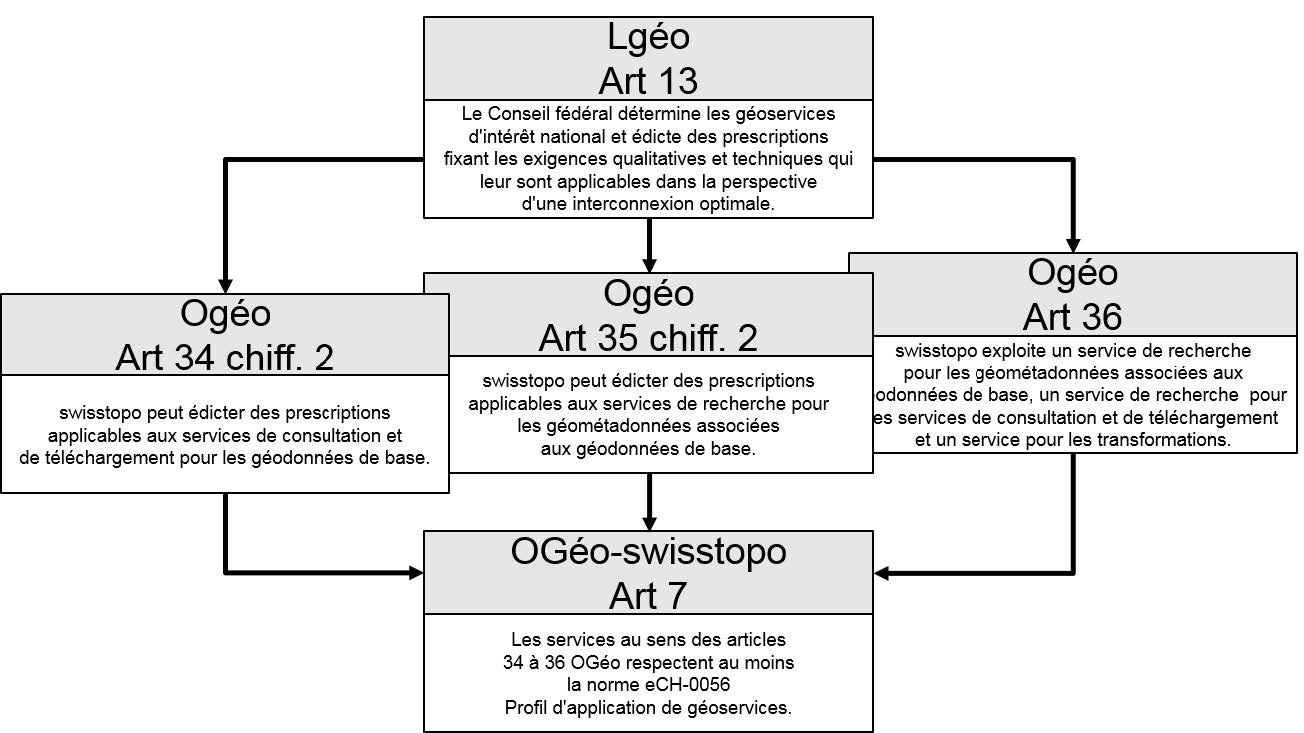 Lgéo
Art 13
Le Conseil fédéral détermine les géoservices
d'intérêt national et édicte des prescriptions
fixant les exigences qualitatives et techniques qui
leur sont applicables dans la perspective
d'une interconnexion optimale.
Ogéo
Art 34 chiff. 2
swisstopo peut édicter des prescriptions
applicables aux services de consultation et
de téléchargement pour les géodonnées de base.
Ogéo
Art 35 chiff. 2
swisstopo peut édicter des prescriptions
applicables aux services de recherche pour
les géométadonnées associées
aux géodonnées de base.
Ogéo
Art 36
swisstopo exploite un service de recherche
pour les géométadonnées associées aux
odonnées de base, un service de recherche pour
es services de consultation et de téléchargement
et un service pour les transformations.
OGéo-swisstopo
Art 7
Les services au sens des articles
34 à 36 OGéo respectent au moins
la norme eCH-0056
Profil d'application de géoservices.